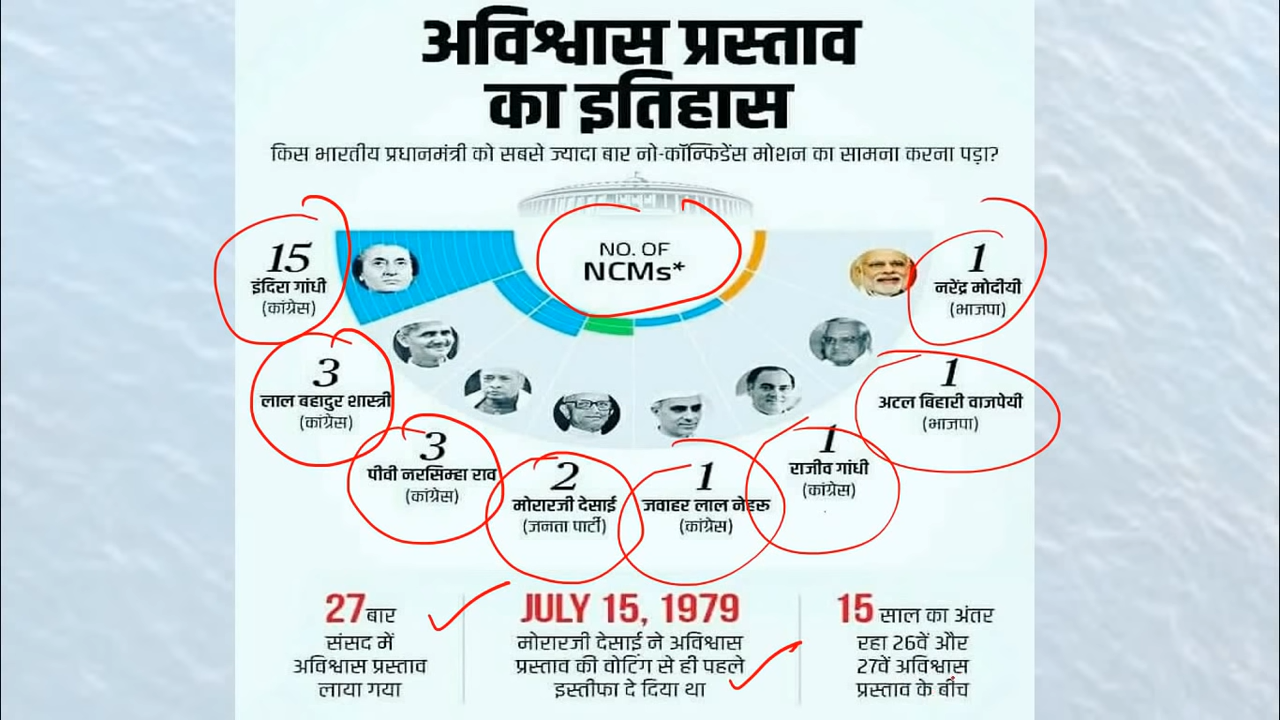 अविश्वास प्रस्ताव
का इतिहास
किस भारतीय प्रधानमंत्री को सबसे ज्यादा बार नो-कॉन्फिडेंस मोशन का सामना करना पड़ा?
NO. OF
NCMs*
15
इंदिरा गांधी
(कांग्रेस)
3
लाल बहादुर शास्त्री
(कांग्रेस)
3
पीवी नरसिम्हा राव
(कांग्रेस)
2
मोरारजी देसाई
(जनता पार्टी)
1
जवाहर लाल नेहरू
(कांग्रेस)
1
राजीव गांधी
(कांग्रेस)
1
अटल बिहारी वाजपेयी
(भाजपा)
1
नरेंद्र मोदीयी
(भाजपा)
27 बार
संसद में
अविश्वास प्रस्ताव
लाया गया
JULY 15, 1979
मोरारजी देसाई ने अविश्वास
प्रस्ताव की वोटिंग से ही पहले
इस्तीफा दे दिया था
15 साल का अंतर
रहा 26वें और
27वें अविश्वास
प्रस्ताव के बीच